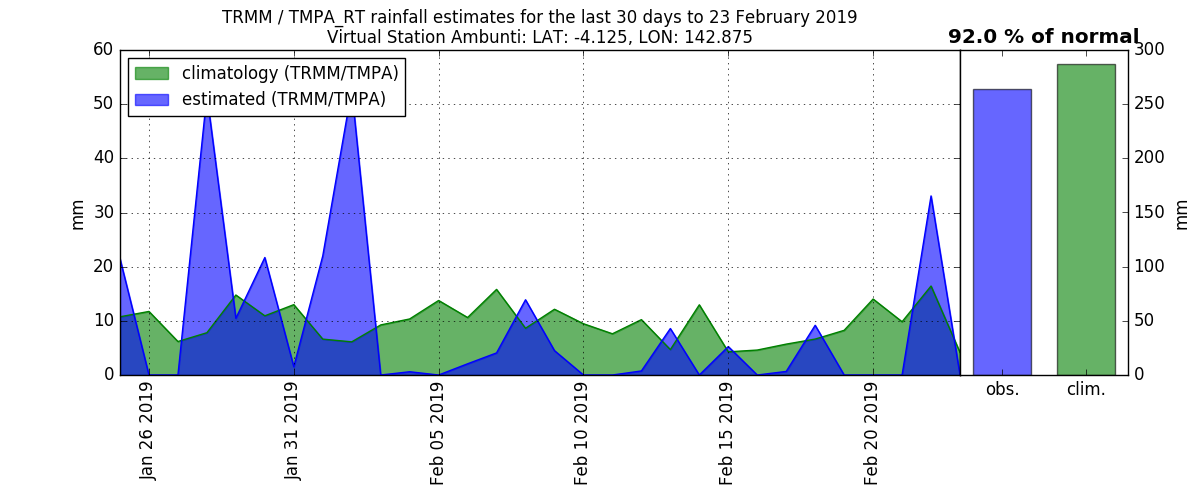 TRMM / TMPA_RT rainfall estimates for the last 30 days to 23 February 2019
Virtual Station Ambunti: LAT: -4.125, LON: 142.875
92.0 % of normal
climatology (TRMM/TMPA)
estimated (TRMM/TMPA)
60
50
40
30
20
10
0
mm
300
250
200
150
100
50
0
mm
Jan 26 2019
Jan 31 2019
Feb 05 2019
Feb 10 2019
Feb 15 2019
Feb 20 2019
obs.
clim.